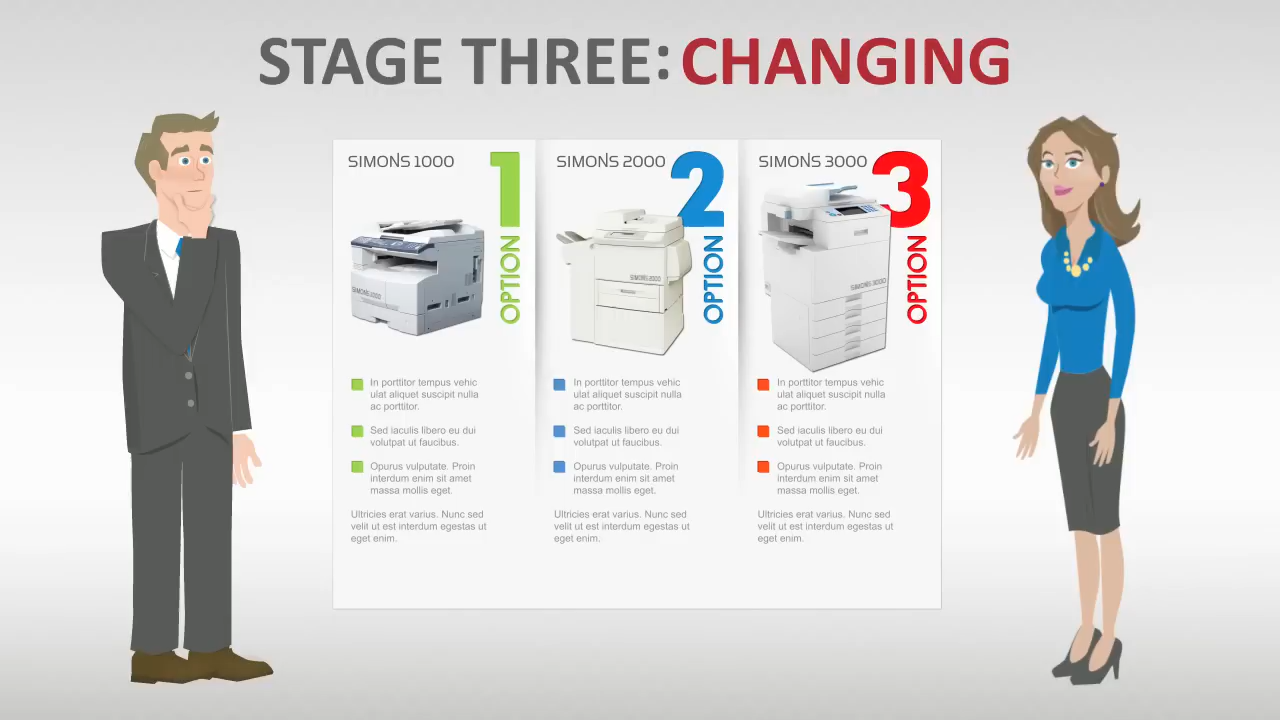 STAGE THREE: CHANGING
SIMON'S 1000
1
OPTION
In porttitor tempus vehic
ulat aliquet suscipit nulla
ac porttitor.
Sed iaculis libero eu dui
volutpat ut faucibus.
Opurus vulputate. Proin
interdum enim sit amet
massa mollis eget.
Ultricies erat varius. Nunc sed
velit ut est interdum egestas ut
eget enim.
SIMON'S 2000
2
OPTION
SIMON'S 2000
In porttitor tempus vehic
ulat aliquet suscipit nulla
ac porttitor.
Sed iaculis libero eu dui
volutpat ut faucibus.
Opurus vulputate. Proin
interdum enim sit amet
massa mollis eget.
Ultricies erat varius. Nunc sed
velit ut est interdum egestas ut
eget enim.
SIMON'S 3000
3
OPTION
SIMON'S 3000
In porttitor tempus vehic
ulat aliquet suscipit nulla
ac porttitor.
Sed iaculis libero eu dui
volutpat ut faucibus.
Opurus vulputate. Proin
interdum enim sit amet
massa mollis eget.
Ultricies erat varius. Nunc sed
velit ut est interdum egestas ut
eget enim.